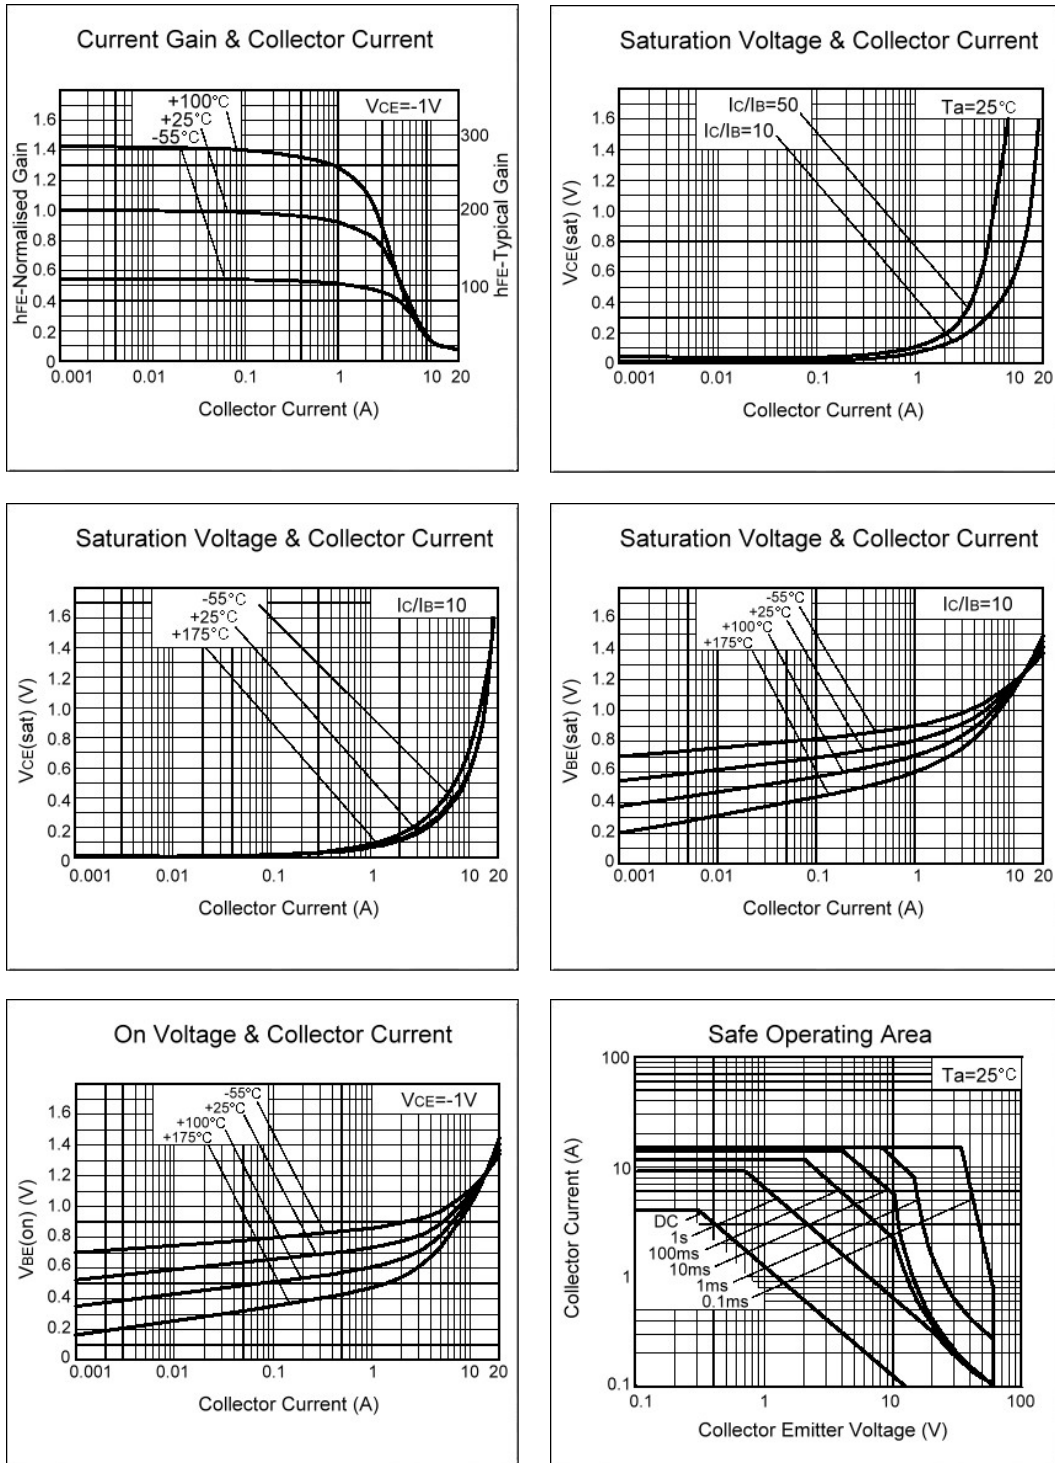 Current Gain & Collector Current
+100°C
+25°C
-55°C
VCE=-1V
1.6
1.4
1.2
1.0
0.8
0.6
0.4
0.2
0
300
200
100
hFE-Normalised Gain
hFE-Typical Gain
0.001 0.01 0.1 1 10 20
Collector Current (A)
Saturation Voltage & Collector Current
IC/IB=50
IC/IB=10
Ta=25°C
1.6
1.4
1.2
1.0
0.8
0.6
0.4
0.2
0
VCE(sat) (V)
0.001 0.01 0.1 1 10 20
Collector Current (A)
Saturation Voltage & Collector Current
-55°C
+25°C
+175°C
IC/IB=10
1.6
1.4
1.2
1.0
0.8
0.6
0.4
0.2
0
VCE(sat) (V)
0.001 0.01 0.1 1 10 20
Collector Current (A)
Saturation Voltage & Collector Current
-55°C
+25°C
+100°C
+175°C
IC/IB=10
1.6
1.4
1.2
1.0
0.8
0.6
0.4
0.2
0
VBE(sat) (V)
0.001 0.01 0.1 1 10 20
Collector Current (A)
On Voltage & Collector Current
-55°C
+25°C
+100°C
+175°C
VCE=-1V
1.6
1.4
1.2
1.0
0.8
0.6
0.4
0.2
0
VBE(on) (V)
0.001 0.01 0.1 1 10 20
Collector Current (A)
Safe Operating Area
Ta=25°C
100
10
1
0.1
Collector Current (A)
DC
1s
100ms
10ms
1ms
0.1ms
0.1 1 10 100
Collector Emitter Voltage (V)